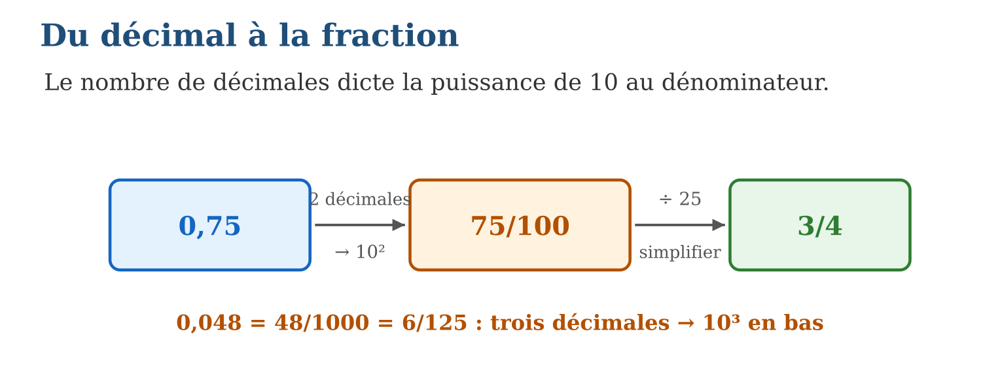 Du décimal à la fraction
Le nombre de décimales dicte la puissance de 10 au dénominateur.
0,75
2 décimales
→ 10²
75/100
÷ 25
simplifier
3/4
0,048 = 48/1000 = 6/125 : trois décimales → 10³ en bas